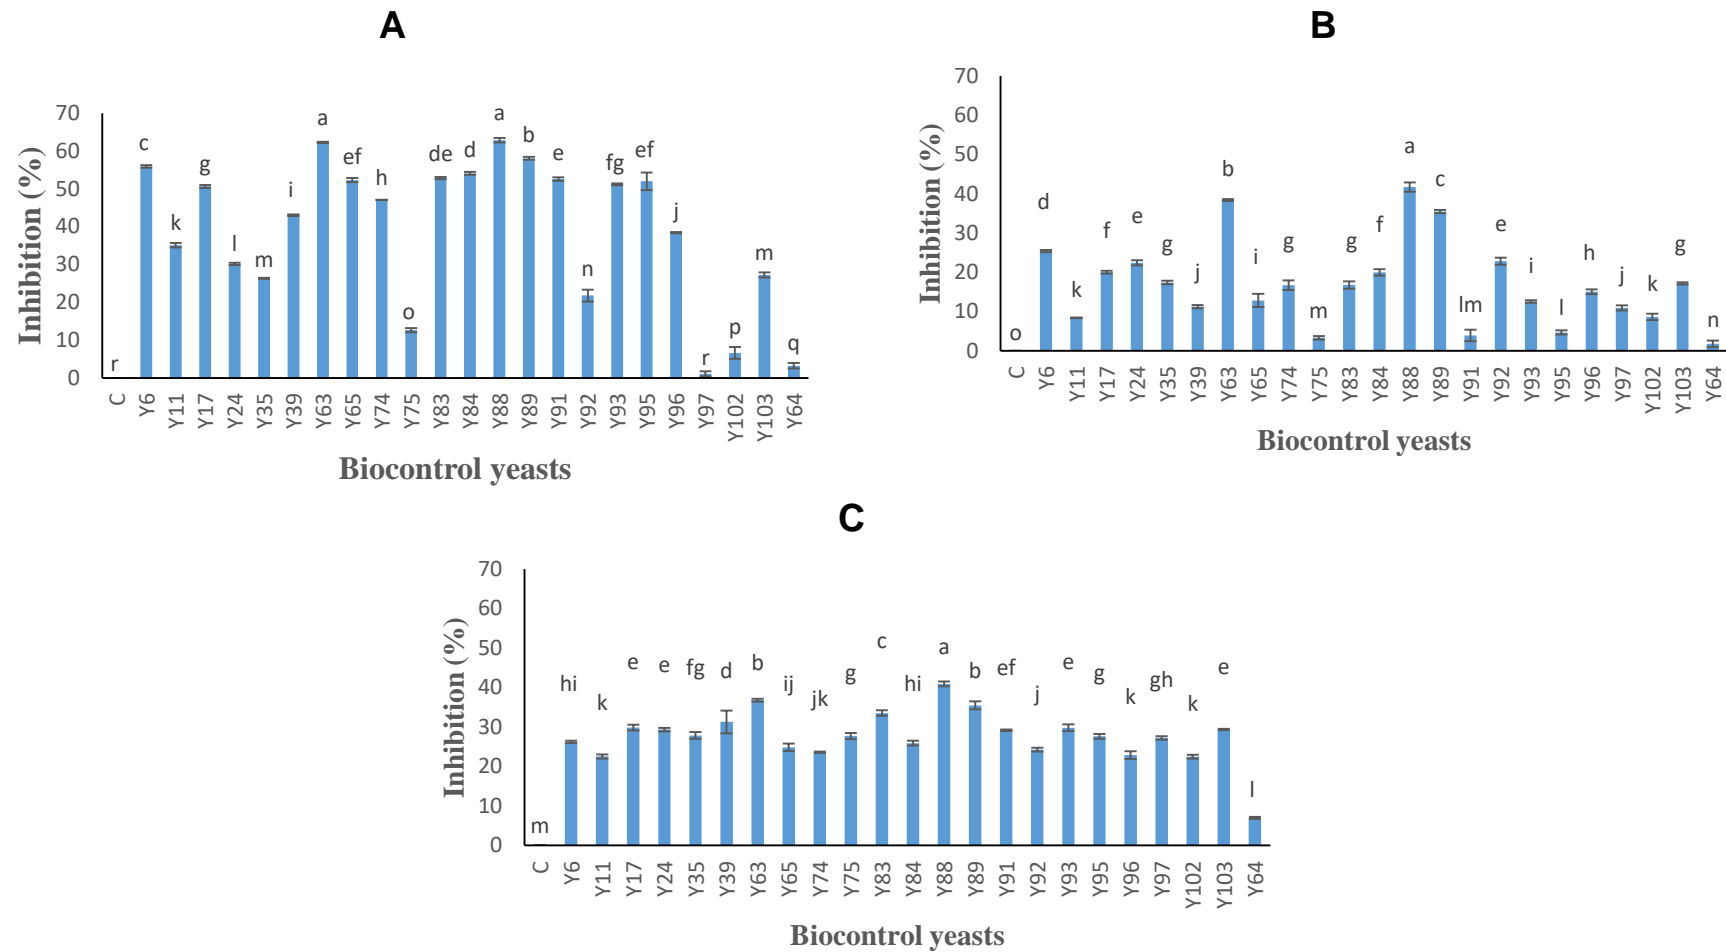 A
Inhibition (%)
70
60
50
40
30
20
10
0
r c k g l m i a ef h o de d a b e n fg ef j r p m q
C Y6 Y11 Y17 Y24 Y35 Y39 Y63 Y65 Y74 Y75 Y83 Y84 Y88 Y89 Y91 Y92 Y93 Y95 Y96 Y97 Y102 Y103 Y64
Biocontrol yeasts
B
Inhibition (%)
70
60
50
40
30
20
10
0
o d k f e g j b i g m g f a c lm e i l h j k g n
C Y6 Y11 Y17 Y24 Y35 Y39 Y63 Y65 Y74 Y75 Y83 Y84 Y88 Y89 Y91 Y92 Y93 Y95 Y96 Y97 Y102 Y103 Y64
Biocontrol yeasts
C
Inhibition (%)
70
60
50
40
30
20
10
0
m hi k e e fg d b ij jk g c hi a b ef j e g k gh k e l
C Y6 Y11 Y17 Y24 Y35 Y39 Y63 Y65 Y74 Y75 Y83 Y84 Y88 Y89 Y91 Y92 Y93 Y95 Y96 Y97 Y102 Y103 Y64
Biocontrol yeasts